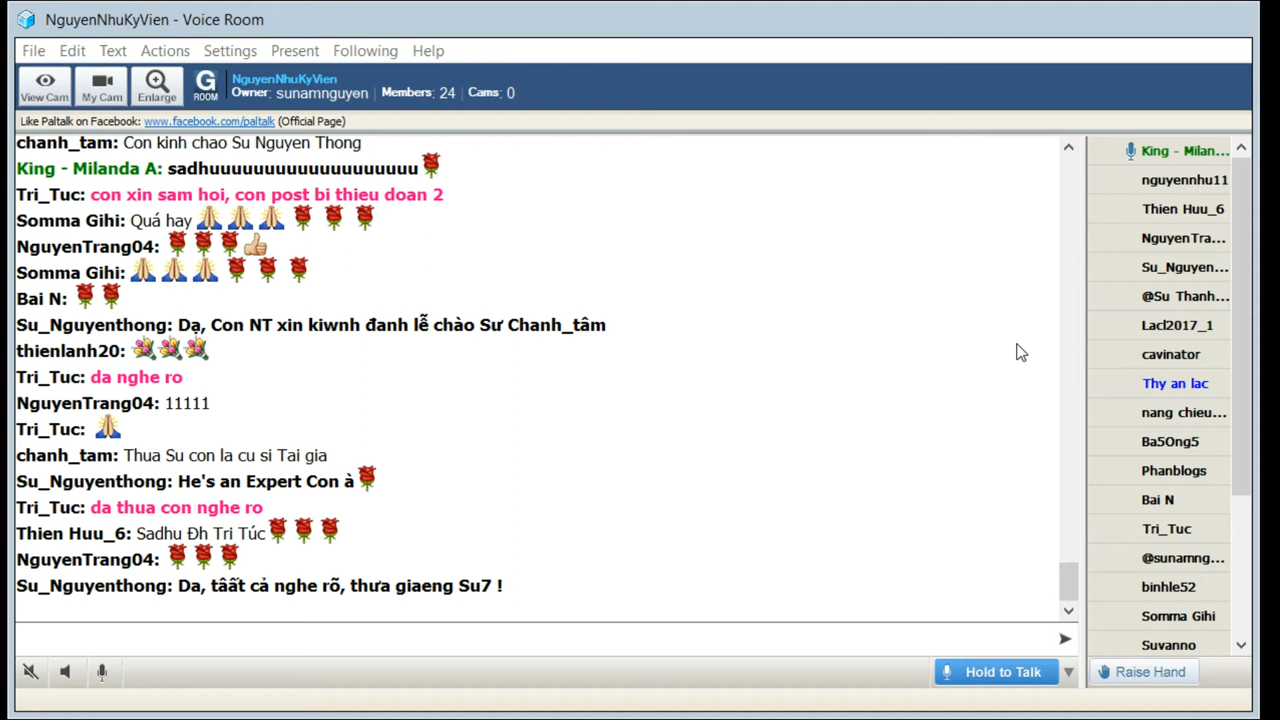 NguyenNhuKyVien - Voice Room
File Edit Text Actions Settings Present Following Help
View Cam My Cam Enlarge G ROOM
NguyenNhuKyVien
Owner: sunamnguyen | Members: 24 | Cams: 0
Like Paltalk on Facebook: www.facebook.com/paltalk (Official Page)
chanh_tam: Con kinh chao Su Nguyen Thong
King - Milanda A: sadhuuuuuuuuuuuuuuuuuuu
Tri_Tuc: con xin sam hoi, con post bi thieu doan 2
Somma Gihi: Quá hay
NguyenTrang04:
Somma Gihi:
Bai N:
Su_Nguyenthong: Dạ, Con NT xin kiwnh đanh lễ chào Sư Chanh_tâm
thienlanh20:
Tri_Tuc: da nghe ro
NguyenTrang04: 11111
Tri_Tuc:
chanh_tam: Thua Su con la cu si Tai gia
Su_Nguyenthong: He's an Expert Con à
Tri_Tuc: da thua con nghe ro
Thien Huu_6: Sadhu Đh Tri Túc
NguyenTrang04:
Su_Nguyenthong: Da, tâất cả nghe rõ, thưa giaeng Su7 !
King - Milan...
nguyennhu11
Thien Huu_6
NguyenTra...
Su_Nguyen...
@Su Thanh...
Lacl2017_1
cavinator
Thy an lac
nang chieu...
Ba5Ong5
Phanblogs
Bai N
Tri_Tuc
@sunamng...
binhle52
Somma Gihi
Suvanno
Hold to Talk
Raise Hand